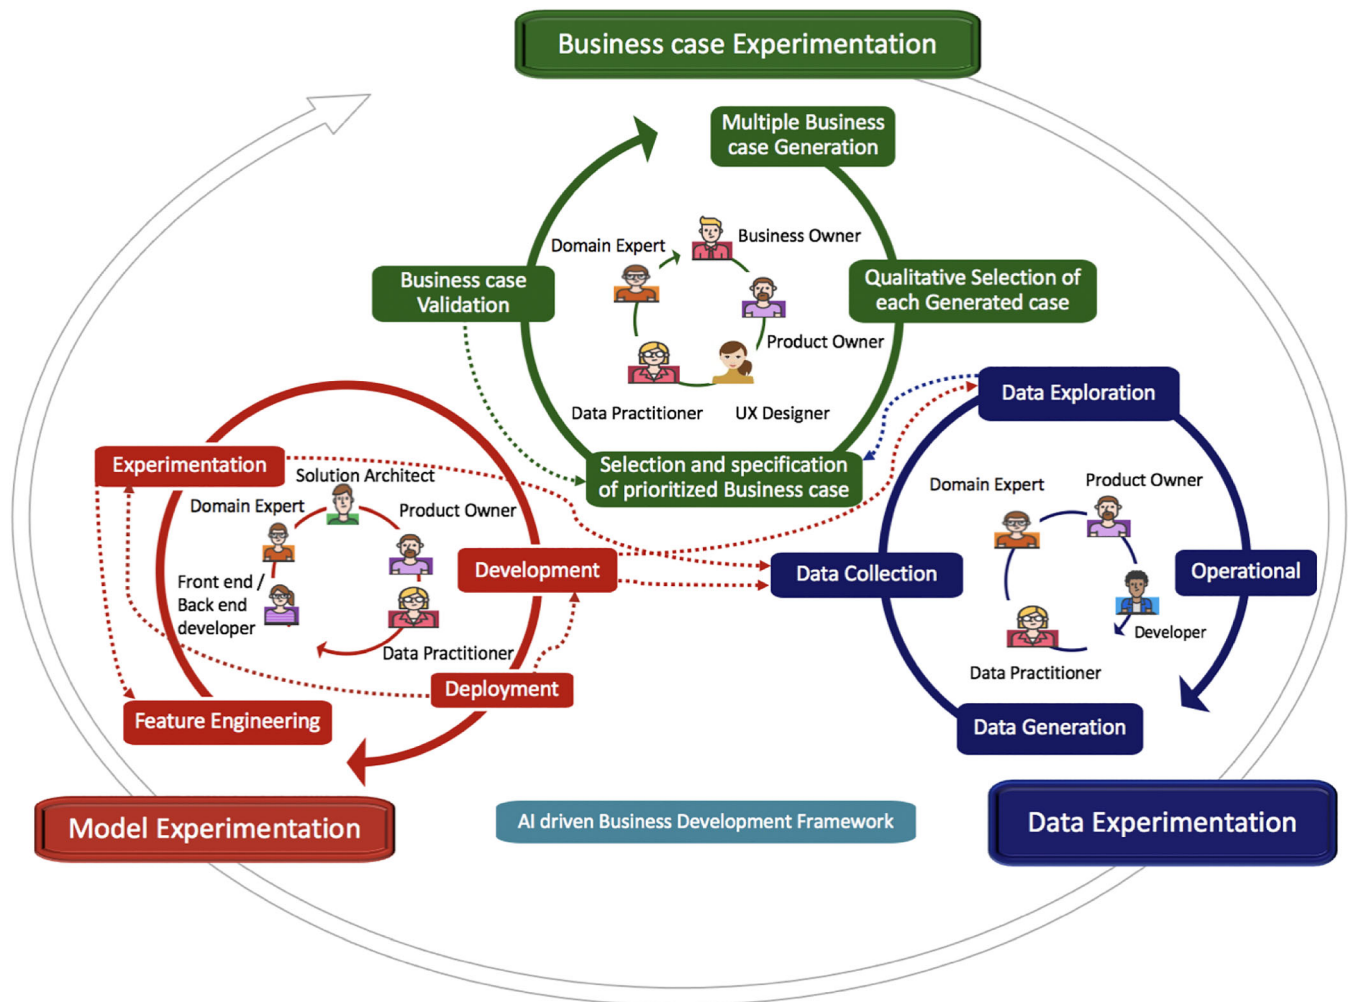 Business case Experimentation
Multiple Business
case Generation
Business Owner
Domain Expert
Business case
Validation
Qualitative Selection of
each Generated case
Product Owner
Data Practitioner
UX Designer
Selection and specification
of prioritized Business case
Data Exploration
Experimentation
Solution Architect
Domain Expert
Product Owner
Front end /
Back end
developer
Development
Data Practitioner
Deployment
Feature Engineering
Domain Expert
Product Owner
Data Collection
Operational
Developer
Data Practitioner
Data Generation
Model Experimentation
AI driven Business Development Framework
Data Experimentation